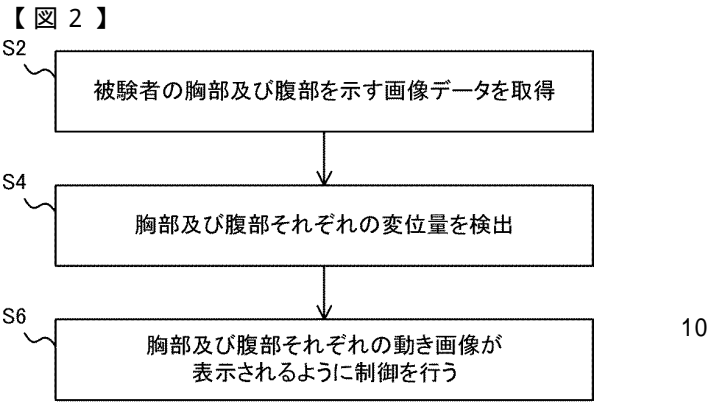 【図2】
S2
被験者の胸部及び腹部を示す画像データを取得
S4
胸部及び腹部それぞれの変位量を検出
S6
胸部及び腹部それぞれの動き画像が
表示されるように制御を行う
10